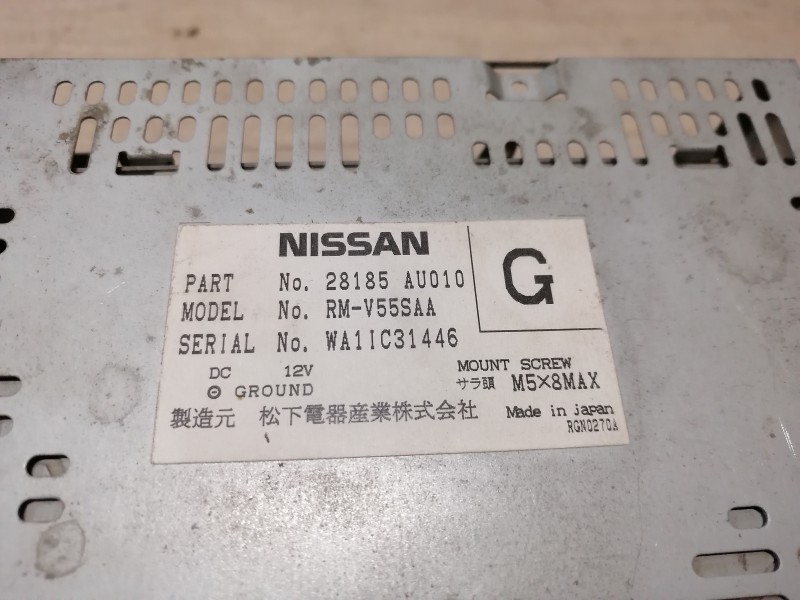 NISSAN
G
PART No. 28185 AU010
MODEL No. RM-V55SAA
SERIAL No. WA1IC31446
DC 12V
⊖ GROUND
MOUNT SCREW
サラ頭 M5×8MAX
製造元 松下電器産業株式会社
Made in japan
RGN0270A